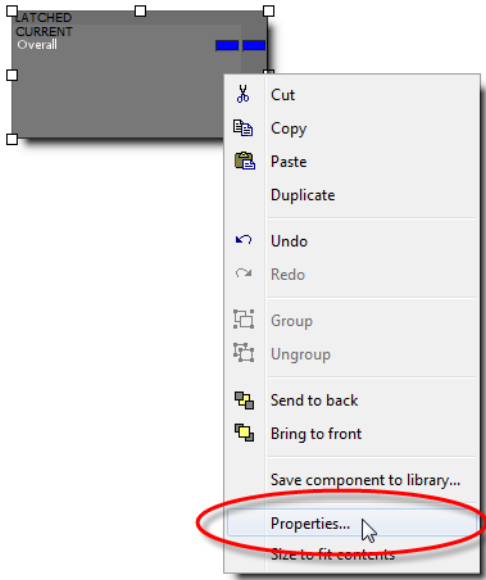 LATCHED
CURRENT
Overall
Cut
Copy
Paste
Duplicate
Undo
Redo
Group
Ungroup
Send to back
Bring to front
Save component to library...
Properties...
Size to fit contents